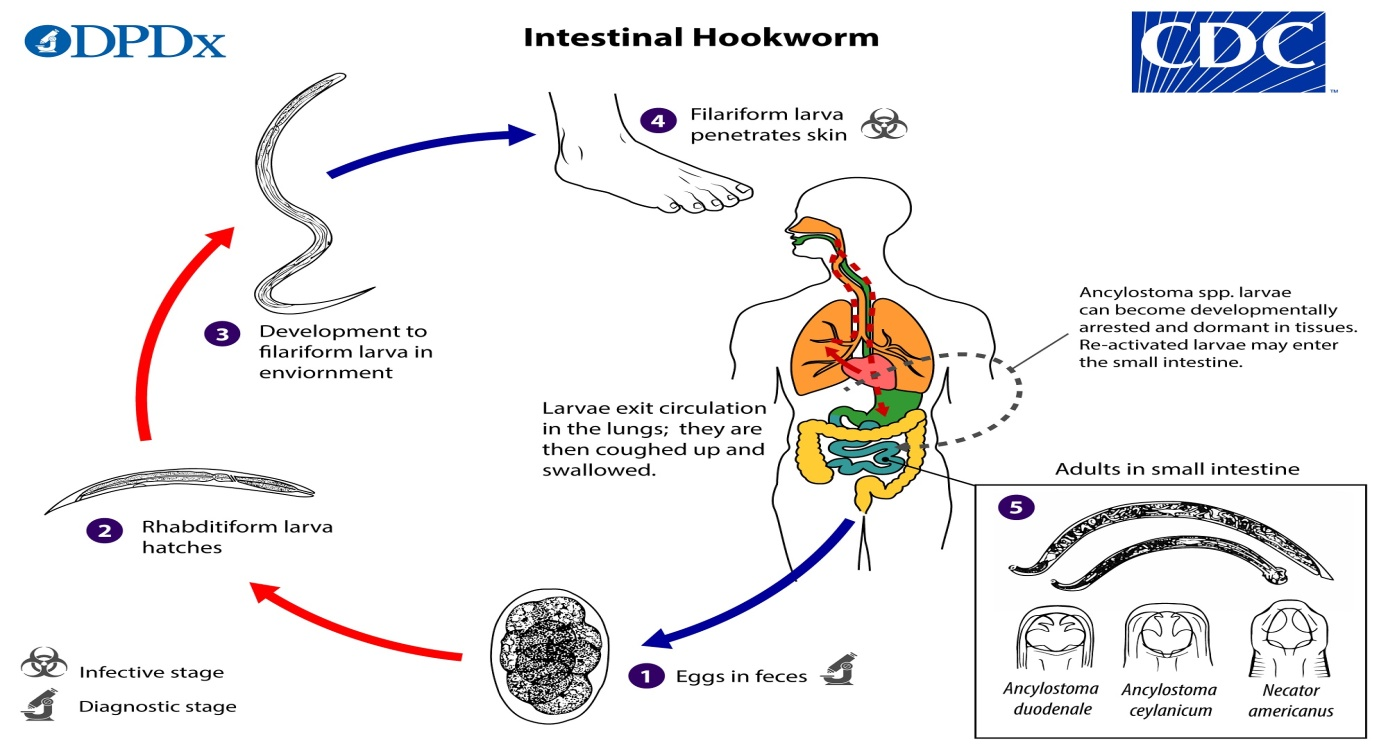 DPDx
Intestinal Hookworm
CDC
TM
4
Filariform larva
penetrates skin
3
Development to
filariform larva in
enviornment
Ancylostoma spp. larvae
can become developmentally
arrested and dormant in tissues.
Re-activated larvae may enter
the small intestine.
Larvae exit circulation
in the lungs; they are
then coughed up and
swallowed.
Adults in small intestine
5
2
Rhabditiform larva
hatches
1
Eggs in feces
Infective stage
Diagnostic stage
Ancylostoma
duodenale
Ancylostoma
ceylanicum
Necator
americanus